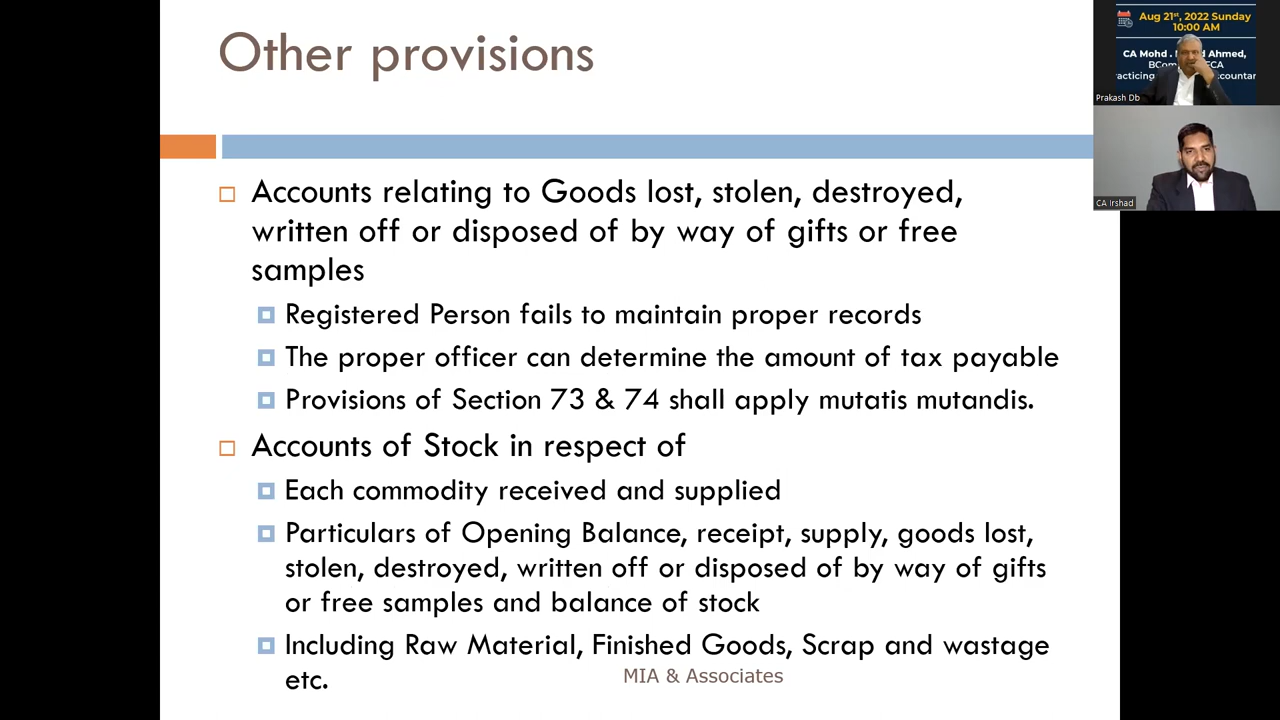 Other provisions
Accounts relating to Goods lost, stolen, destroyed,
written off or disposed of by way of gifts or free
samples
Registered Person fails to maintain proper records
The proper officer can determine the amount of tax payable
Provisions of Section 73 & 74 shall apply mutatis mutandis.
Accounts of Stock in respect of
Each commodity received and supplied
Particulars of Opening Balance, receipt, supply, goods lost,
stolen, destroyed, written off or disposed of by way of gifts
or free samples and balance of stock
Including Raw Material, Finished Goods, Scrap and wastage
etc.
MIA & Associates
Aug 21st, 2022 Sunday
10:00 AM
CA Mohd . Ahmed,
Prakash Db
CA Irshad